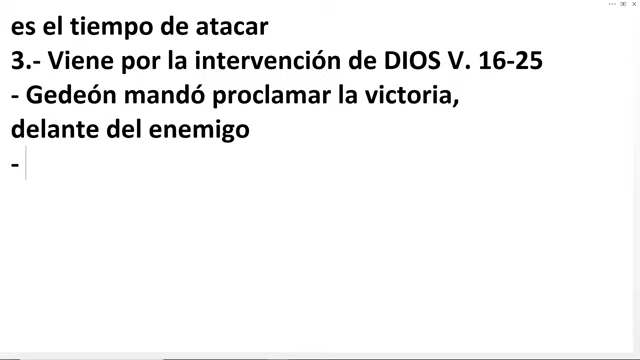 es el tiempo de atacar
3.- Viene por la intervención de DIOS V. 16-25
- Gedeón mandó proclamar la victoria,
delante del enemigo
-